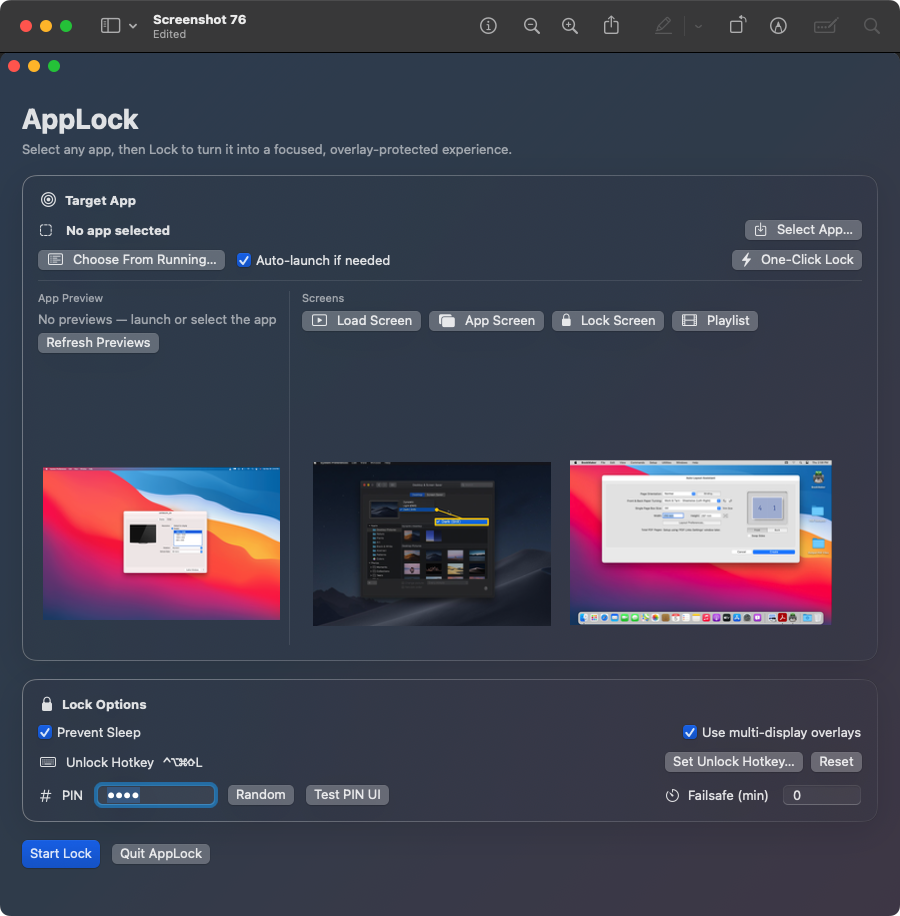 Screenshot 76
Edited
AppLock
Select any app, then Lock to turn it into a focused, overlay-protected experience.
Target App
No app selected
Select App...
Choose From Running...
Auto-launch if needed
One-Click Lock
App Preview
Screens
No previews — launch or select the app
Load Screen
App Screen
Lock Screen
Playlist
Refresh Previews
Lock Options
Prevent Sleep
Use multi-display overlays
Unlock Hotkey ^⌥⌘⇧L
Set Unlock Hotkey...
Reset
# PIN ••••
Random
Test PIN UI
Failsafe (min)
0
Start Lock
Quit AppLock